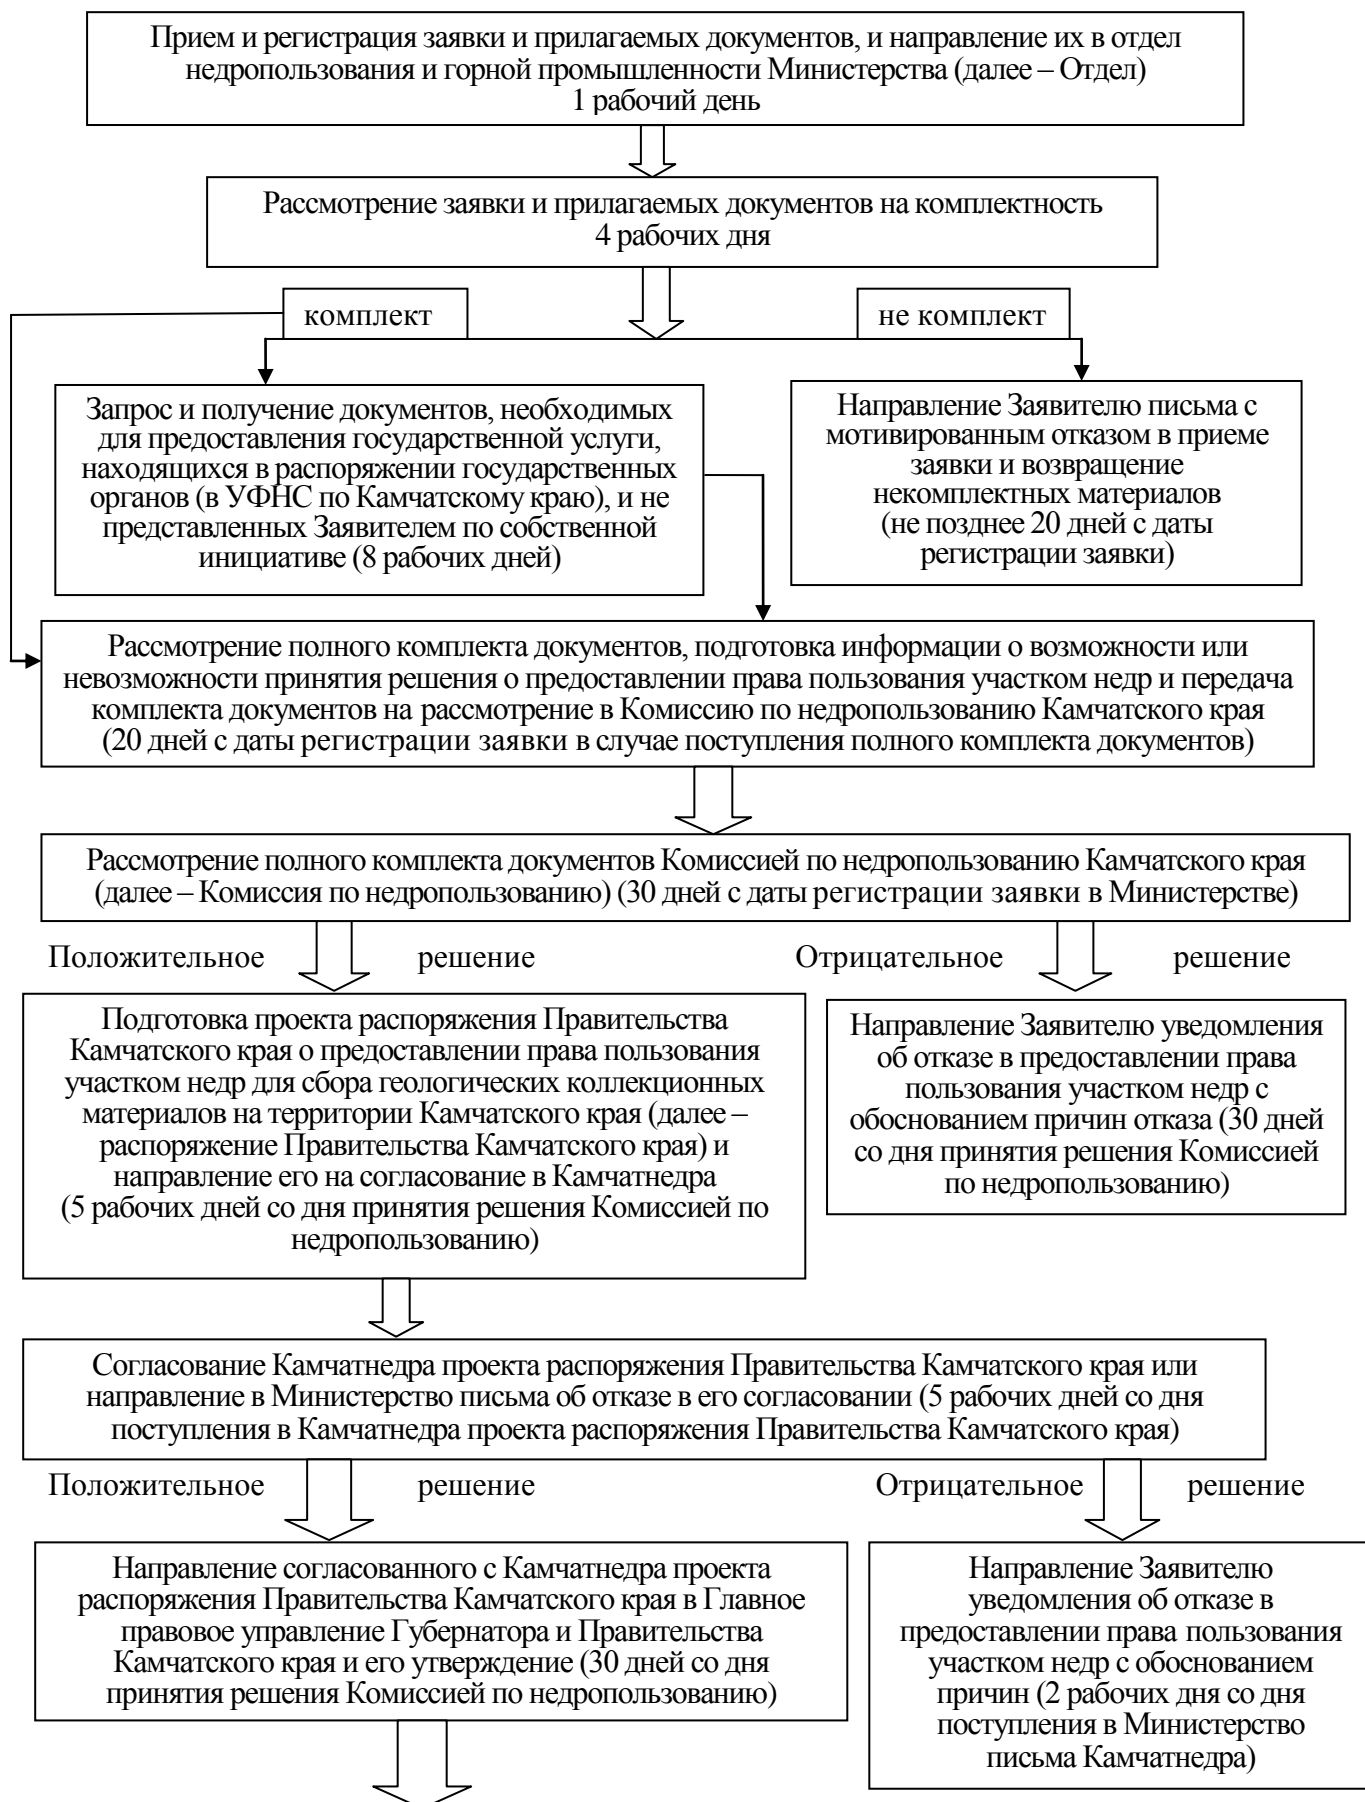 Прием и регистрация заявки и прилагаемых документов, и направление их в отдел
недропользования и горной промышленности Министерства (далее – Отдел)
1 рабочий день
Рассмотрение заявки и прилагаемых документов на комплектность
4 рабочих дня
комплект
не комплект
Запрос и получение документов, необходимых
для предоставления государственной услуги,
находящихся в распоряжении государственных
органов (в УФНС по Камчатскому краю), и не
представленных Заявителем по собственной
инициативе (8 рабочих дней)
Направление Заявителю письма с
мотивированным отказом в приеме
заявки и возвращение
некомплектных материалов
(не позднее 20 дней с даты
регистрации заявки)
Рассмотрение полного комплекта документов, подготовка информации о возможности или
невозможности принятия решения о предоставлении права пользования участком недр и передача
комплекта документов на рассмотрение в Комиссию по недропользованию Камчатского края
(20 дней с даты регистрации заявки в случае поступления полного комплекта документов)
Рассмотрение полного комплекта документов Комиссией по недропользованию Камчатского края
(далее – Комиссия по недропользованию) (30 дней с даты регистрации заявки в Министерстве)
Положительное решение
Отрицательное решение
Подготовка проекта распоряжения Правительства
Камчатского края о предоставлении права пользования
участком недр для сбора геологических коллекционных
материалов на территории Камчатского края (далее –
распоряжение Правительства Камчатского края) и
направление его на согласование в Камчатнедра
(5 рабочих дней со дня принятия решения Комиссией по
недропользованию)
Направление Заявителю уведомления
об отказе в предоставлении права
пользования участком недр с
обоснованием причин отказа (30 дней
со дня принятия решения Комиссией
по недропользованию)
Согласование Камчатнедра проекта распоряжения Правительства Камчатского края или
направление в Министерство письма об отказе в его согласовании (5 рабочих дней со дня
поступления в Камчатнедра проекта распоряжения Правительства Камчатского края)
Положительное решение
Отрицательное решение
Направление согласованного с Камчатнедра проекта
распоряжения Правительства Камчатского края в Главное
правовое управление Губернатора и Правительства
Камчатского края и его утверждение (30 дней со дня
принятия решения Комиссией по недропользованию)
Направление Заявителю
уведомления об отказе в
предоставлении права пользования
участком недр с обоснованием
причин (2 рабочих дня со дня
поступления в Министерство
письма Камчатнедра)